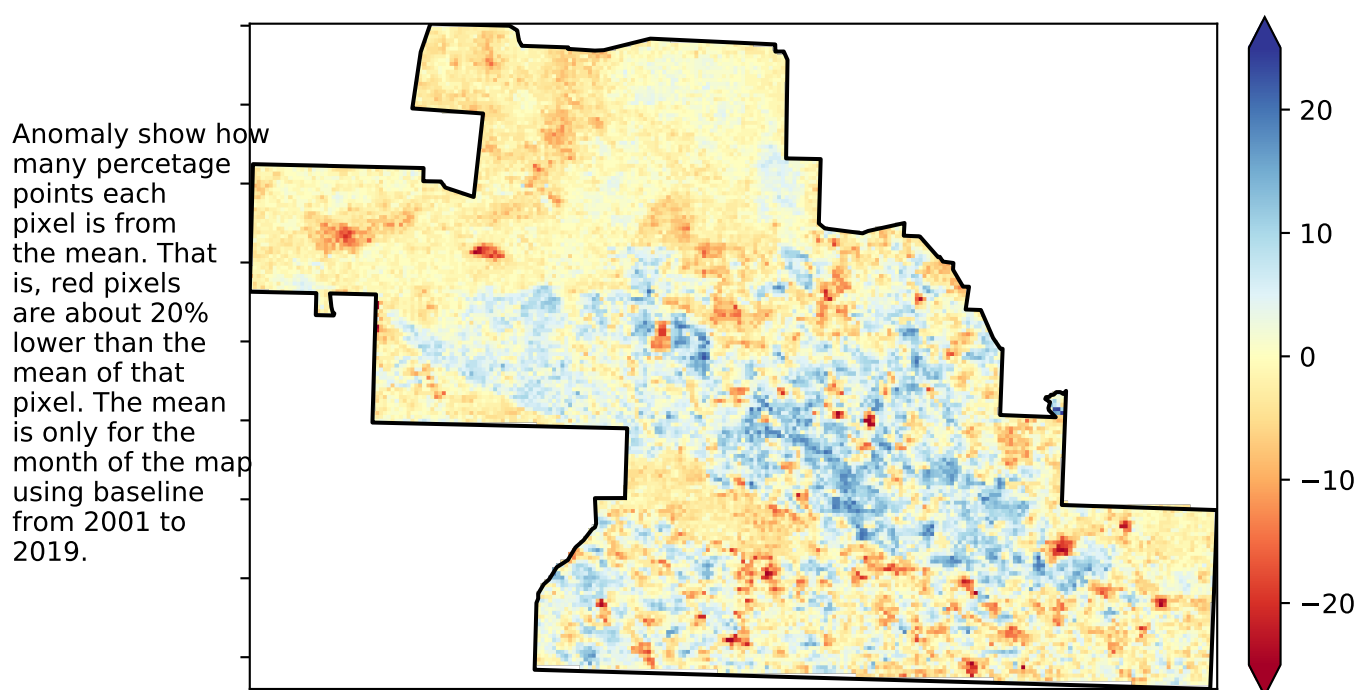 Anomaly show how
many percetage
points each
pixel is from
the mean. That
is, red pixels
are about 20%
lower than the
mean of that
pixel. The mean
is only for the
month of the map
using baseline
from 2001 to
2019.
20
10
0
−10
−20